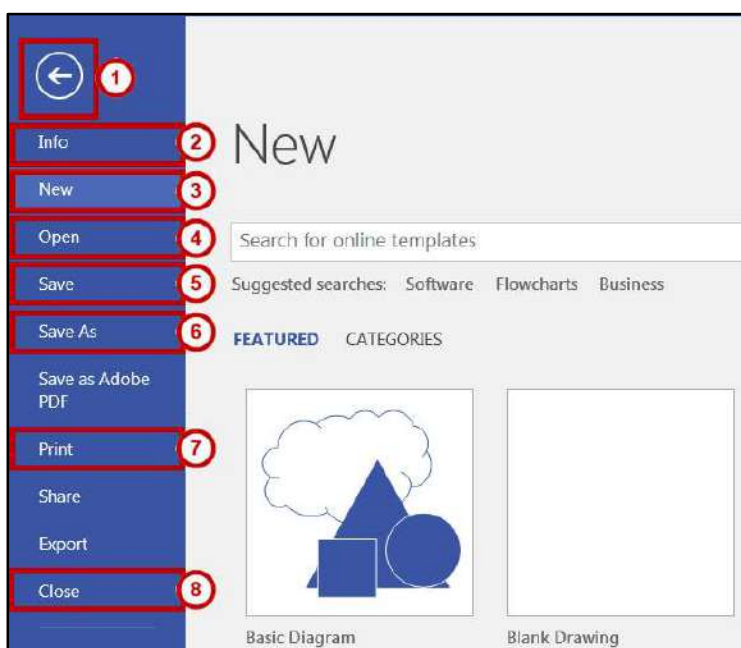 1
Info 2
New 3
Open 4
Save 5
Save As 6
Save as Adobe
PDF
Print 7
Share
Export
Close 8
New
Search for online templates
Suggested searches: Software Flowcharts Business
FEATURED CATEGORIES
Basic Diagram
Blank Drawing